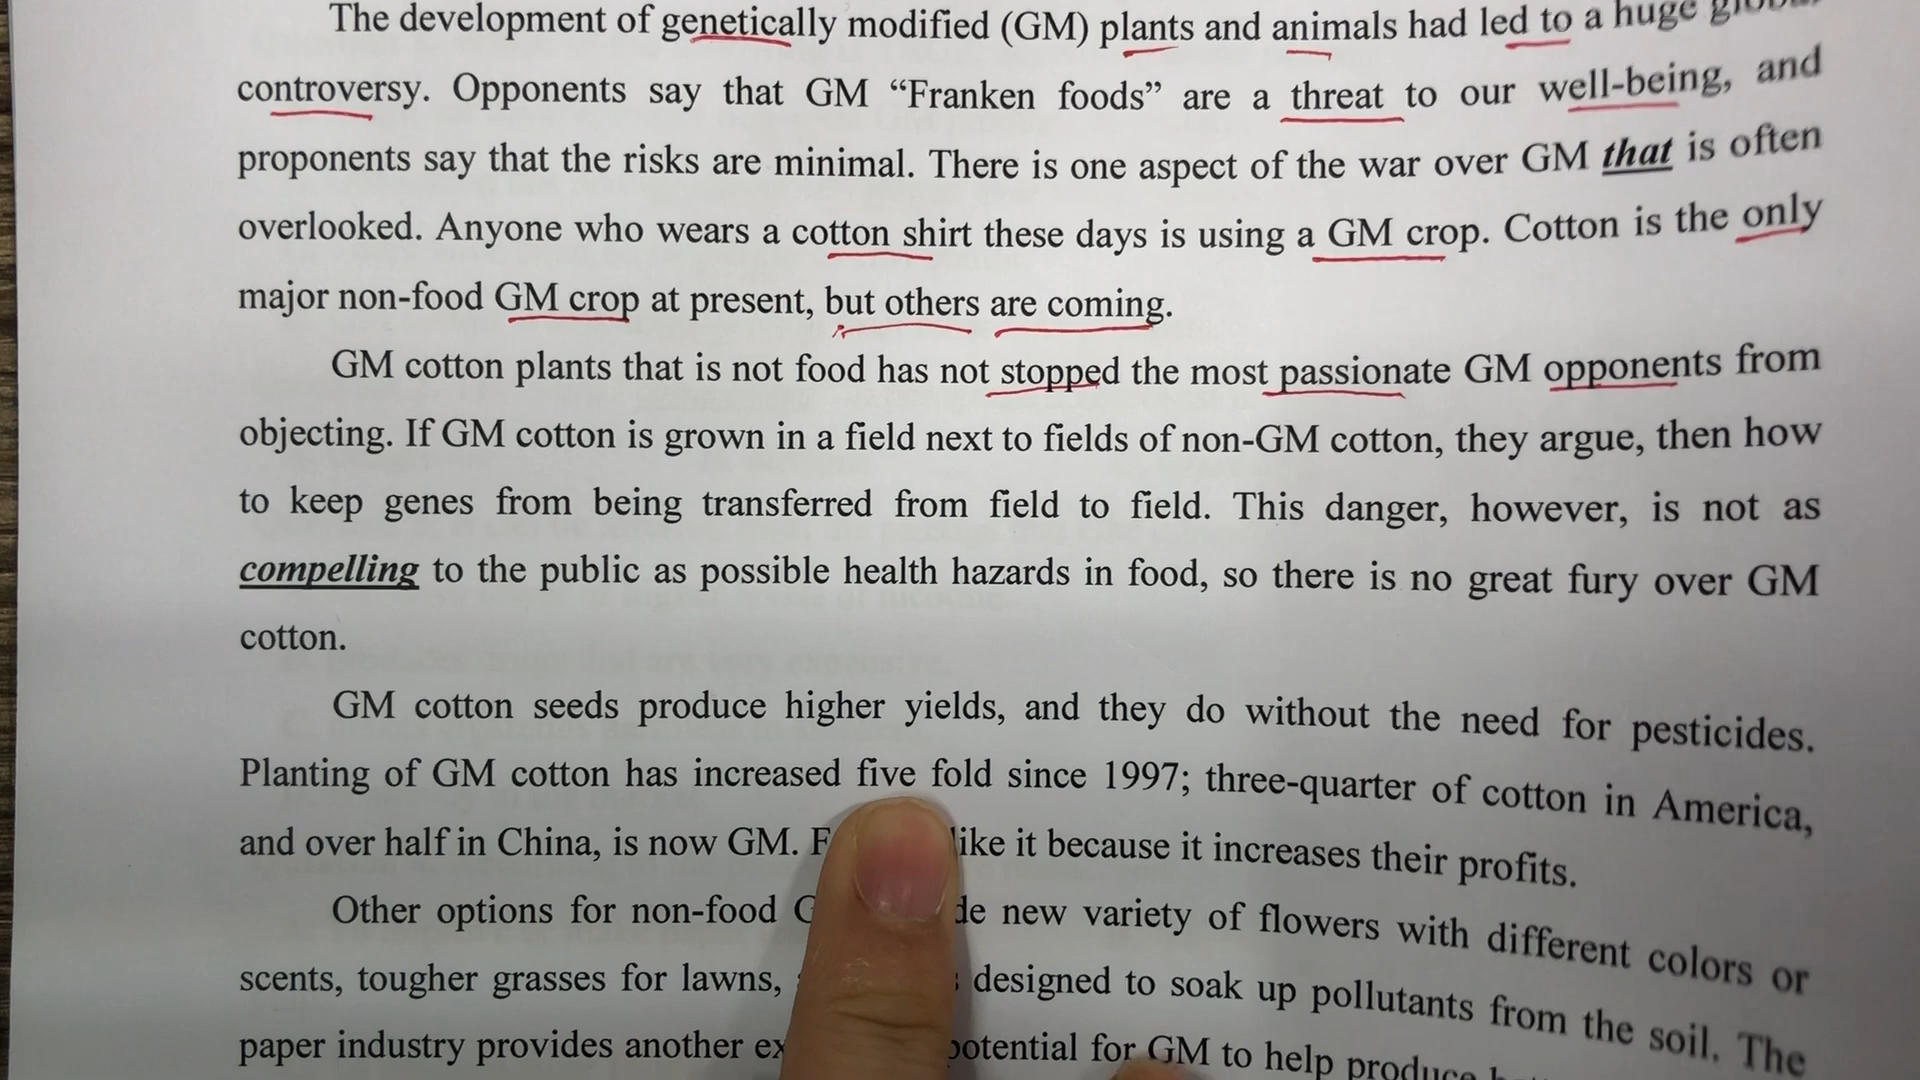 The development of genetically modified (GM) plants and animals had led to a huge
controversy. Opponents say that GM “Franken foods” are a threat to our well-being, and
proponents say that the risks are minimal. There is one aspect of the war over GM that is often
overlooked. Anyone who wears a cotton shirt these days is using a GM crop. Cotton is the only
major non-food GM crop at present, but others are coming.
GM cotton plants that is not food has not stopped the most passionate GM opponents from
objecting. If GM cotton is grown in a field next to fields of non-GM cotton, they argue, then how
to keep genes from being transferred from field to field. This danger, however, is not as
compelling to the public as possible health hazards in food, so there is no great fury over GM
cotton.
GM cotton seeds produce higher yields, and they do without the need for pesticides.
Planting of GM cotton has increased five fold since 1997; three-quarter of cotton in America,
and over half in China, is now GM. like it because it increases their profits.
Other options for non-food new variety of flowers with different colors or
scents, tougher grasses for lawns, designed to soak up pollutants from the soil. The
paper industry provides another potential for GM to help produce